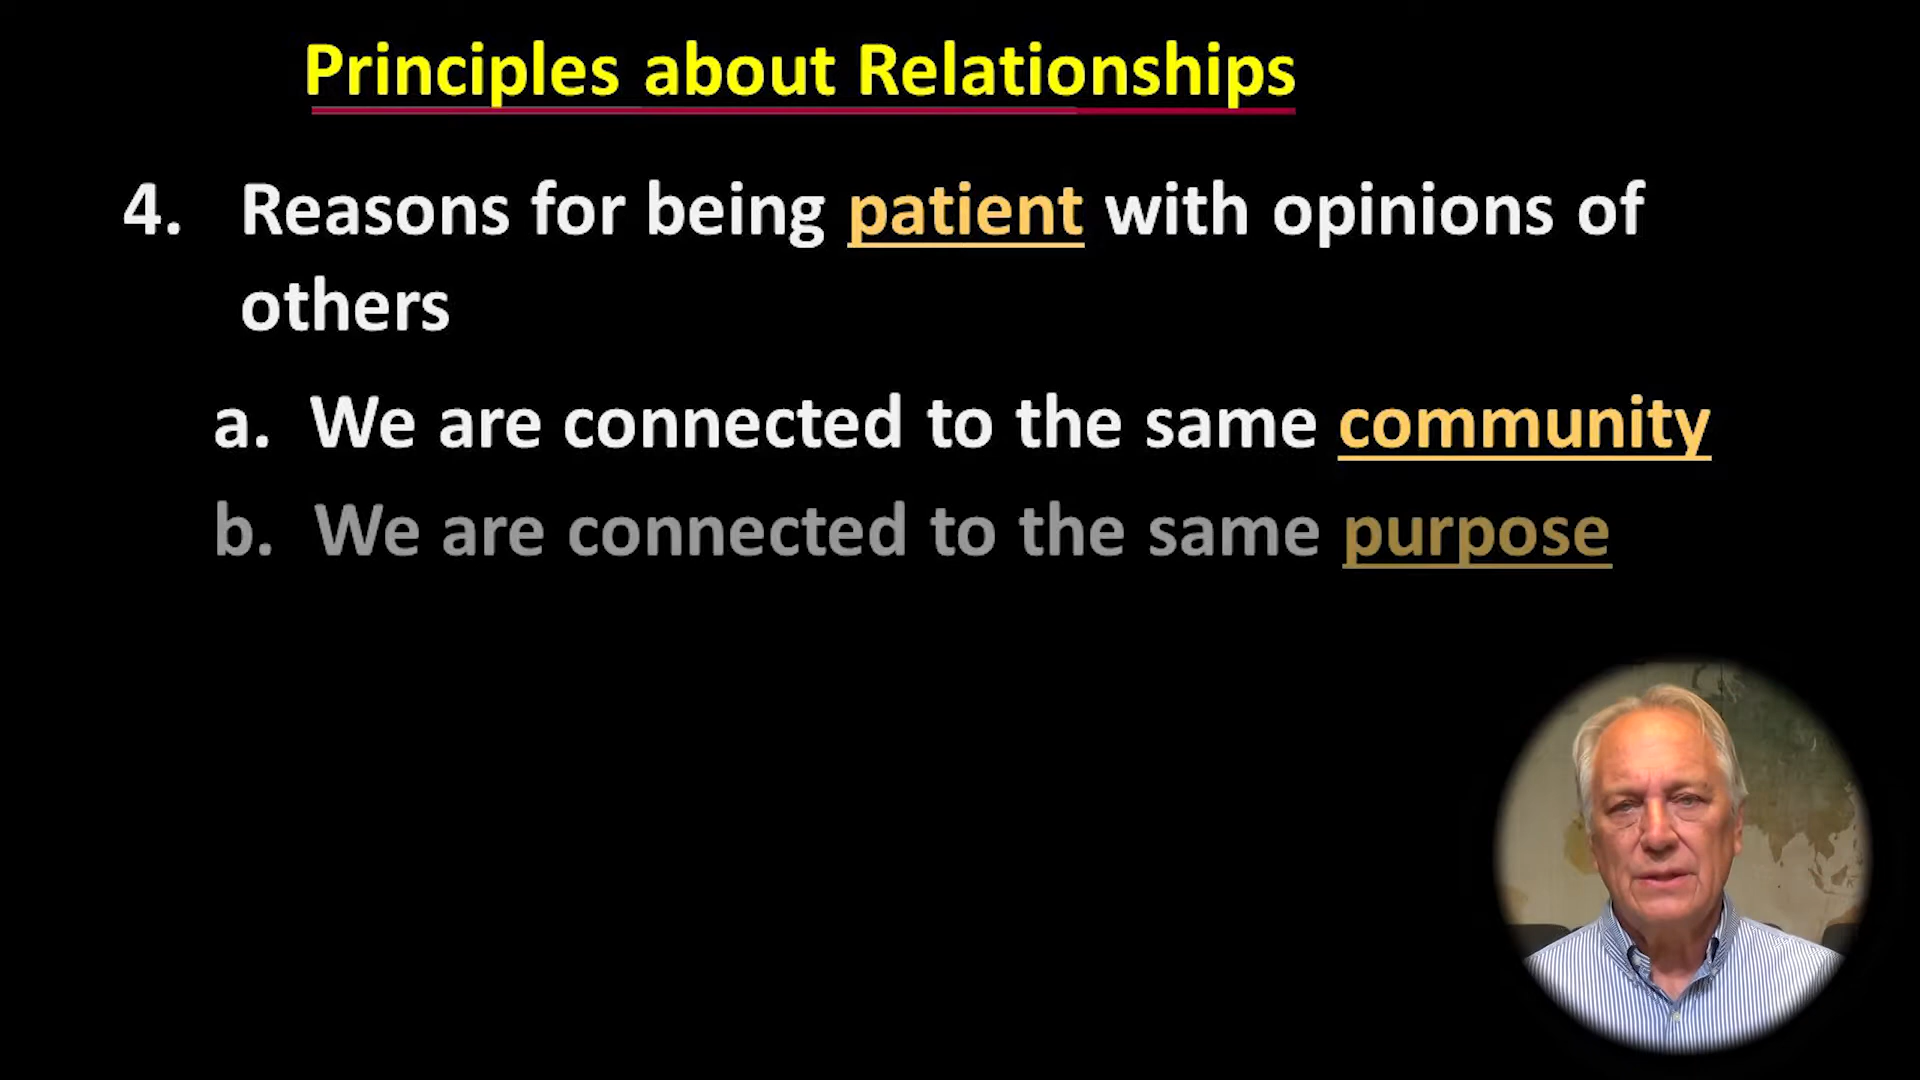 Principles about Relationships
4. Reasons for being patient with opinions of
others
a. We are connected to the same community
b. We are connected to the same purpose